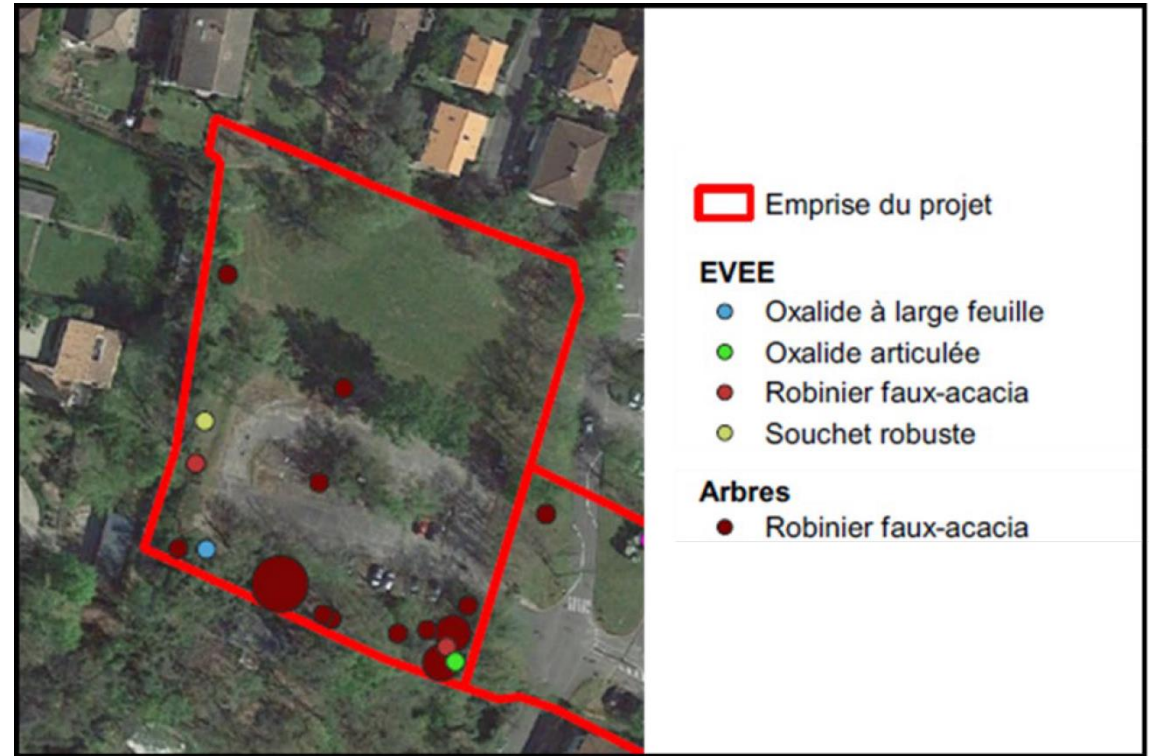 Emprise du projet
EVEE
Oxalide à large feuille
Oxalide articulée
Robinier faux-acacia
Souchet robuste
Arbres
Robinier faux-acacia